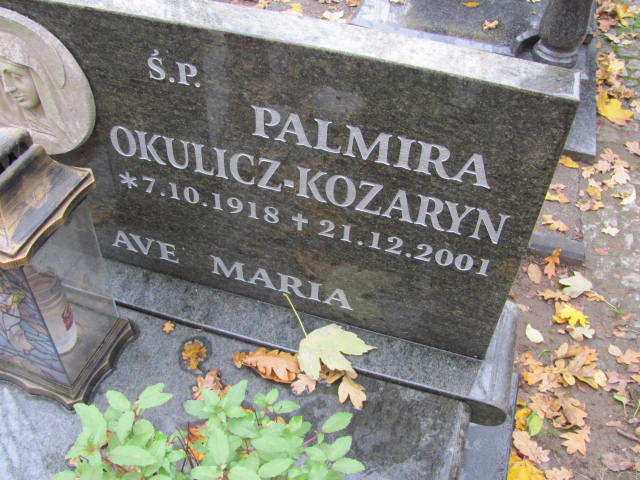 Ś.P.
PALMIRA
OKULICZ-KOZARYN
*7.10.1918 +21.12.2001
AVE MARIA